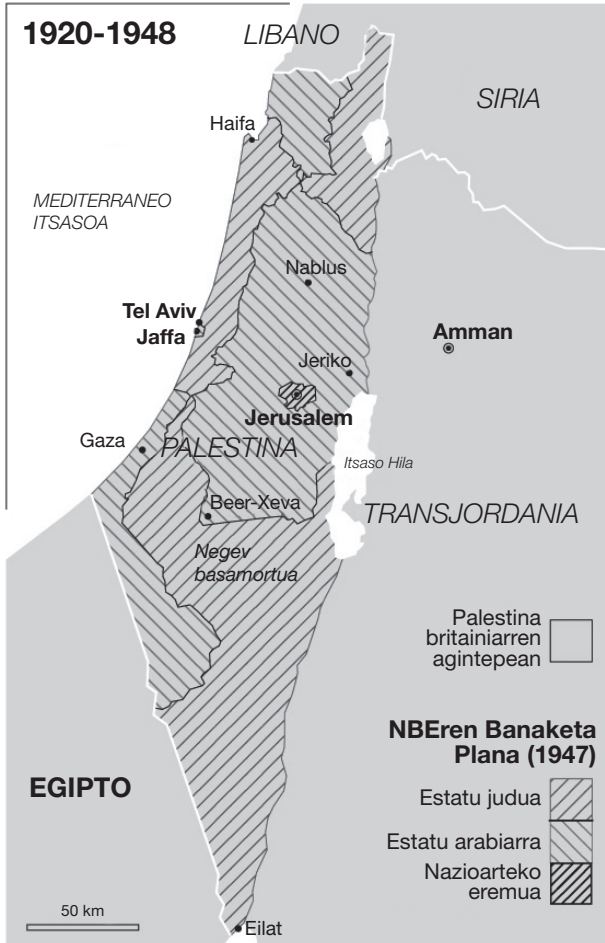 1920-1948
LIBANO
SIRIA
Haifa
MEDITERRANEO
ITSASOA
Nablus
Tel Aviv
Jaffa
Amman
Jeriko
Jerusalem
Gaza
PALESTINA
Itsaso Hila
Beer-Xeva
TRANSJORDANIA
Negev
basamortua
Palestina
britainiarren
agintepean
NBEren Banaketa
Plana (1947)
EGIPTO
Estatu judua
Estatu arabiarra
Nazioarteko
eremua
50 km
Eilat